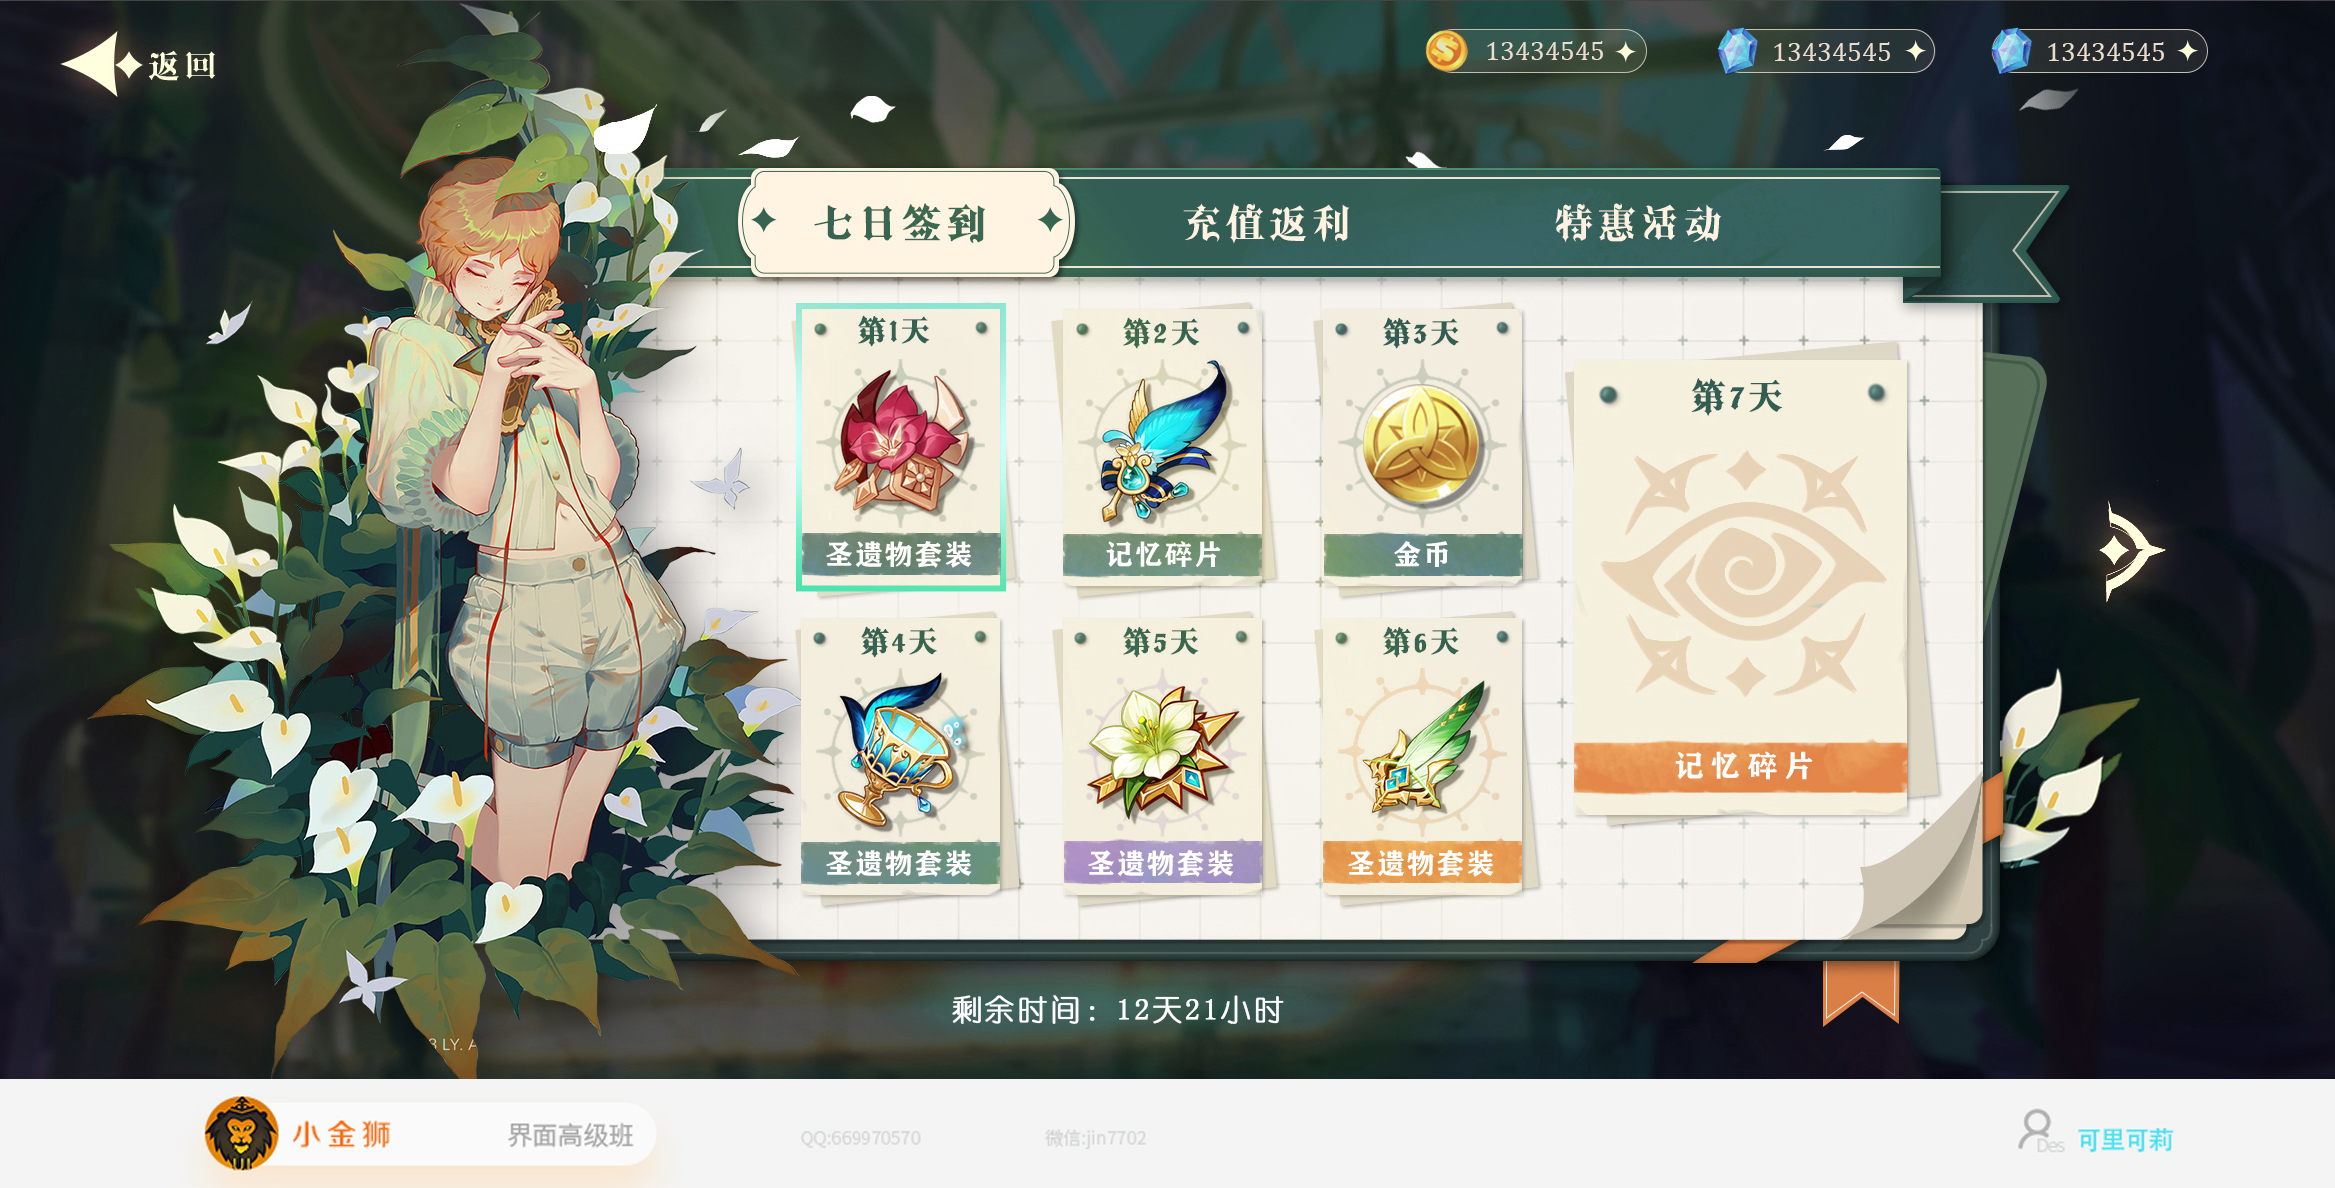 返回
13434545
13434545
13434545
七日签到
充值返利
特惠活动
第1天
圣遗物套装
第2天
记忆碎片
第3天
金币
第4天
圣遗物套装
第5天
圣遗物套装
第6天
圣遗物套装
第7天
记忆碎片
剩余时间：12天21小时
LY. A
小金狮
界面高级班
QQ:669970570
微信:jin7702
Des
可里可莉
UI